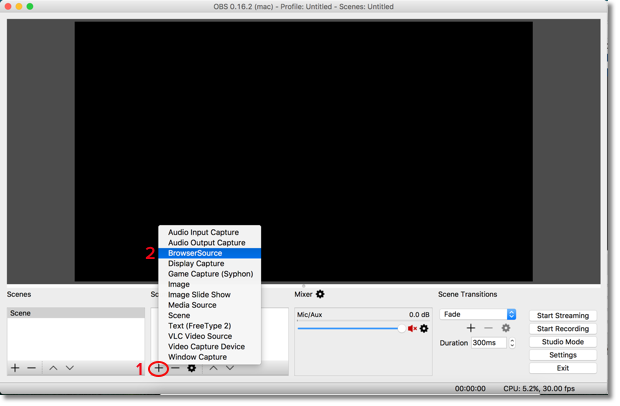 OBS 0.16.2 (mac) - Profile: Untitled - Scenes: Untitled
Audio Input Capture
Audio Output Capture
2
BrowserSource
Display Capture
Game Capture (Syphon)
Image
Image Slide Show
Media Source
Scene
Text (FreeType 2)
VLC Video Source
Video Capture Device
Window Capture
Scenes
Scene
1
Mixer
Mic/Aux 0.0 dB
Scene Transitions
Fade
Duration 300ms
Start Streaming
Start Recording
Studio Mode
Settings
Exit
00:00:00 CPU: 5.2%, 30.00 fps